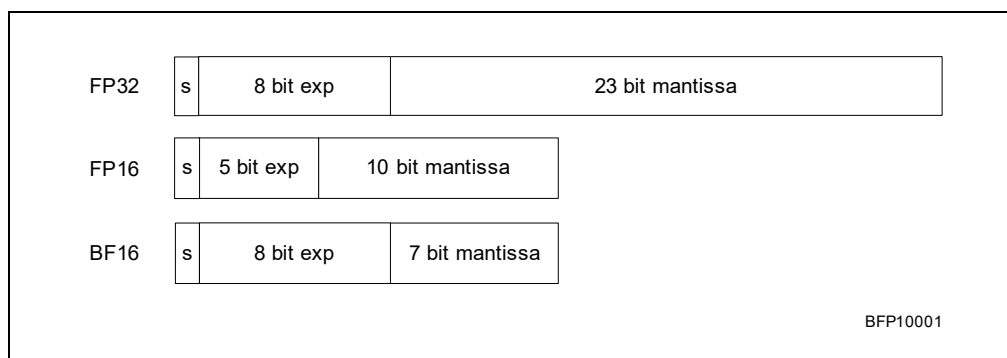 FP32 s 8 bit exp 23 bit mantissa
FP16 s 5 bit exp 10 bit mantissa
BF16 s 8 bit exp 7 bit mantissa
BFP10001